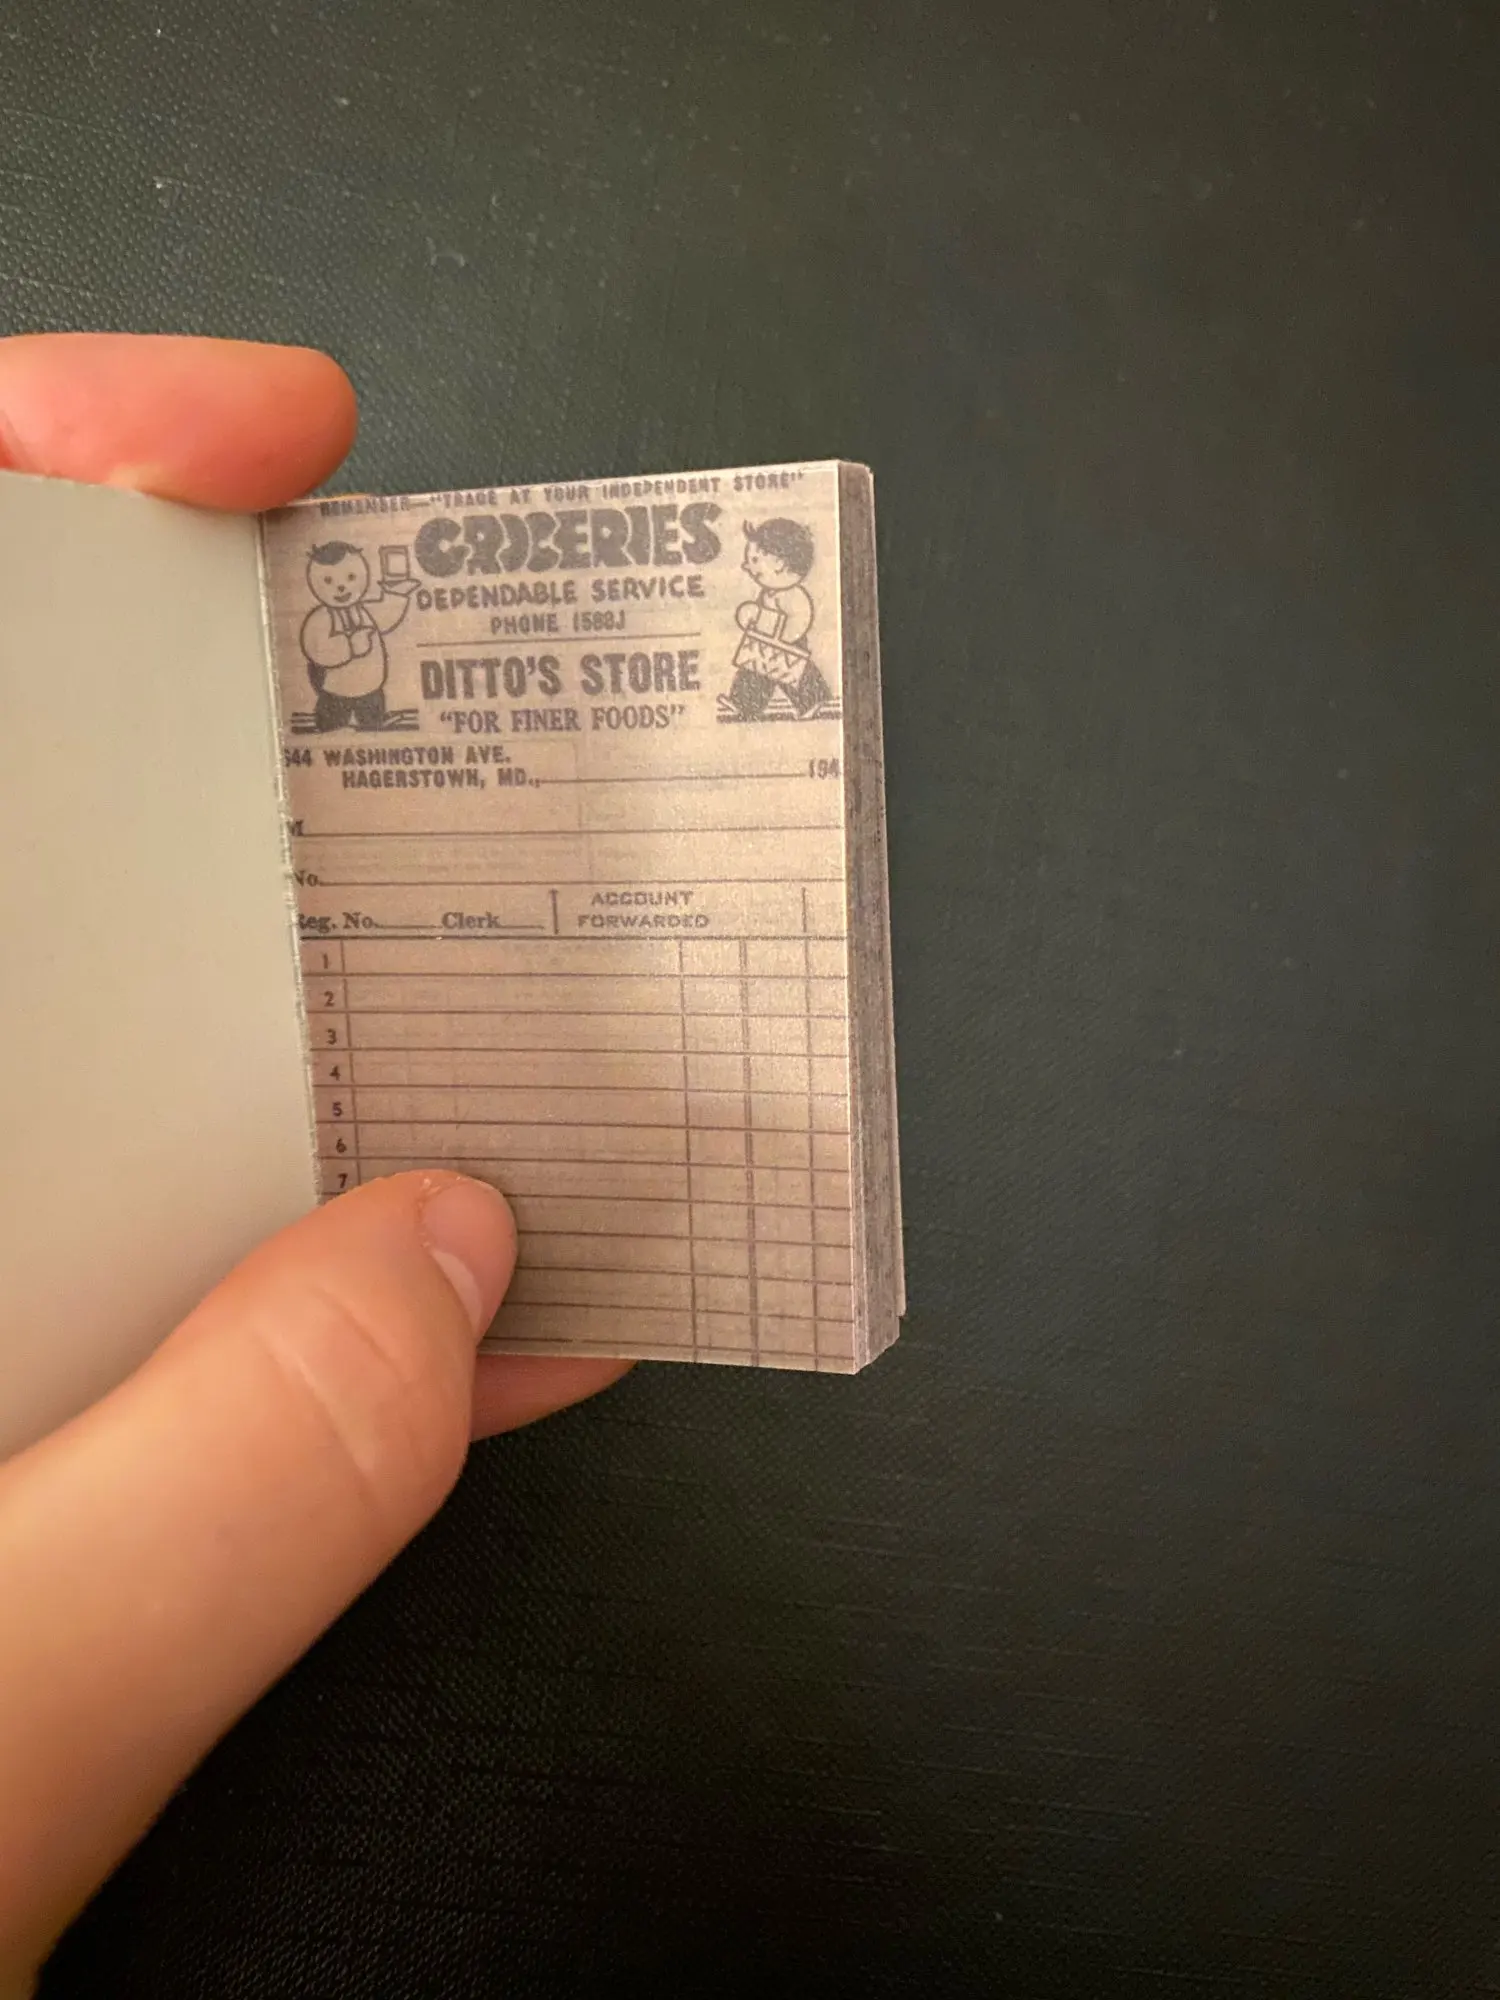 REMEMBER—"TRADE AT YOUR INDEPENDENT STORE"
GROCERIES
DEPENDABLE SERVICE
PHONE 1588J
DITTO'S STORE
"FOR FINER FOODS"
644 WASHINGTON AVE.
HAGERSTOWN, MD., 194
M
No.
Reg. No. Clerk
ACCOUNT
FORWARDED
1
2
3
4
5
6
7